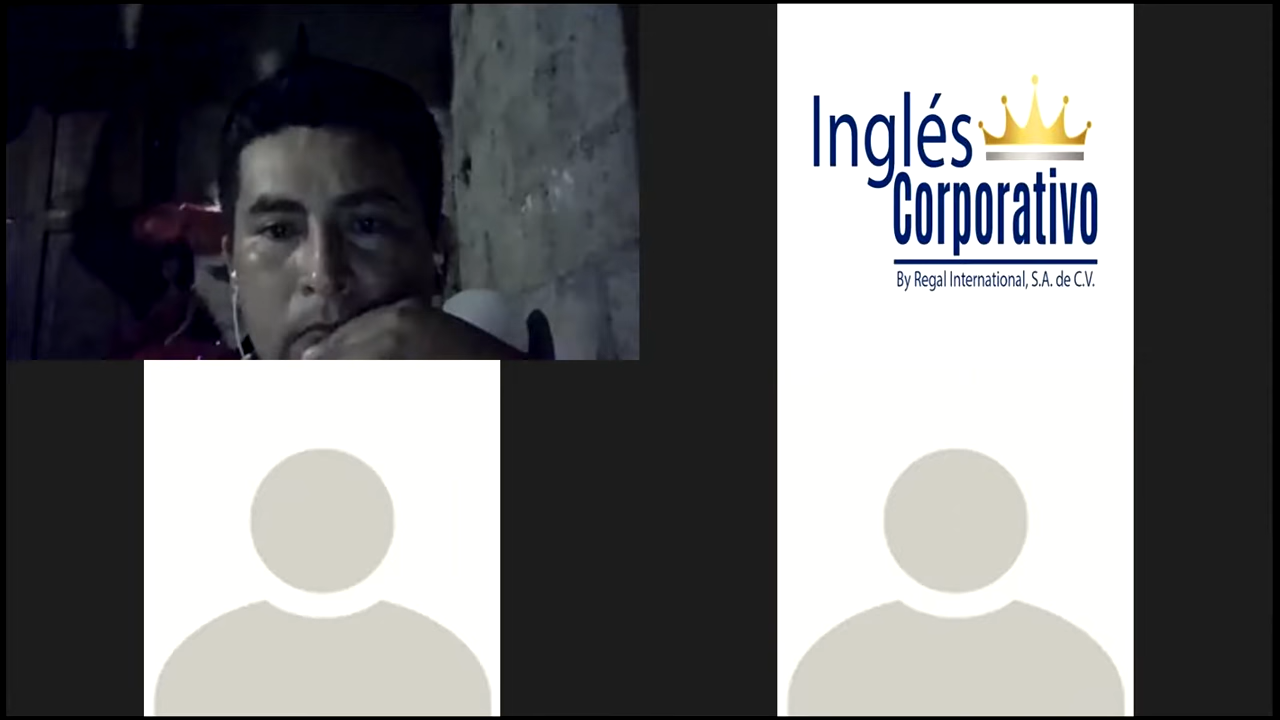 Inglés
Corporativo
By Regal International, S.A. de C.V.